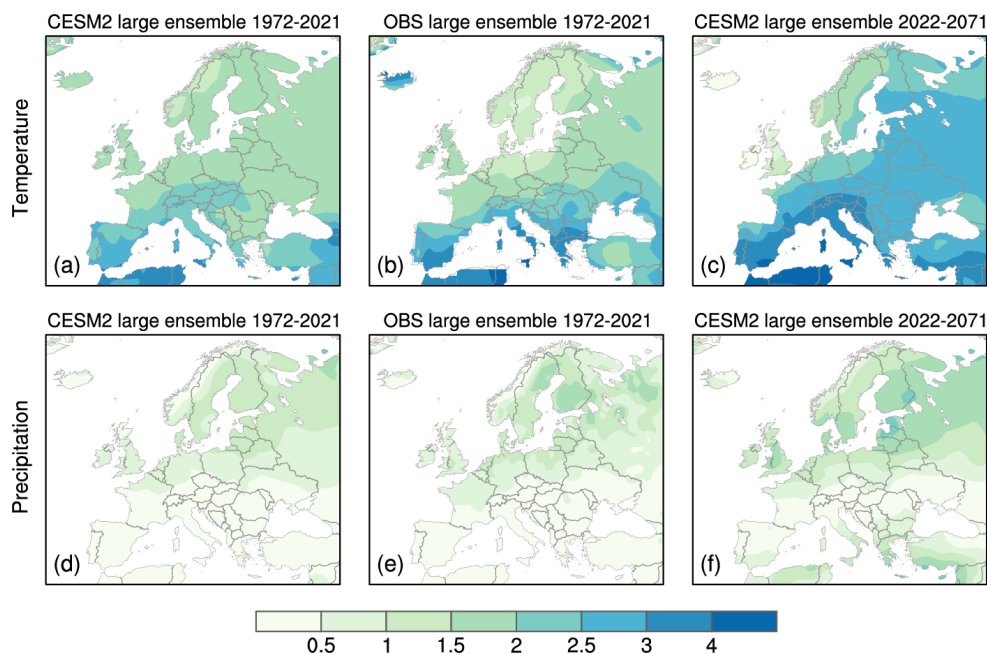 CESM2 large ensemble 1972-2021
OBS large ensemble 1972-2021
CESM2 large ensemble 2022-2071
Temperature
(a)
(b)
(c)
CESM2 large ensemble 1972-2021
OBS large ensemble 1972-2021
CESM2 large ensemble 2022-2071
Precipitation
(d)
(e)
(f)
0.5 1 1.5 2 2.5 3 4